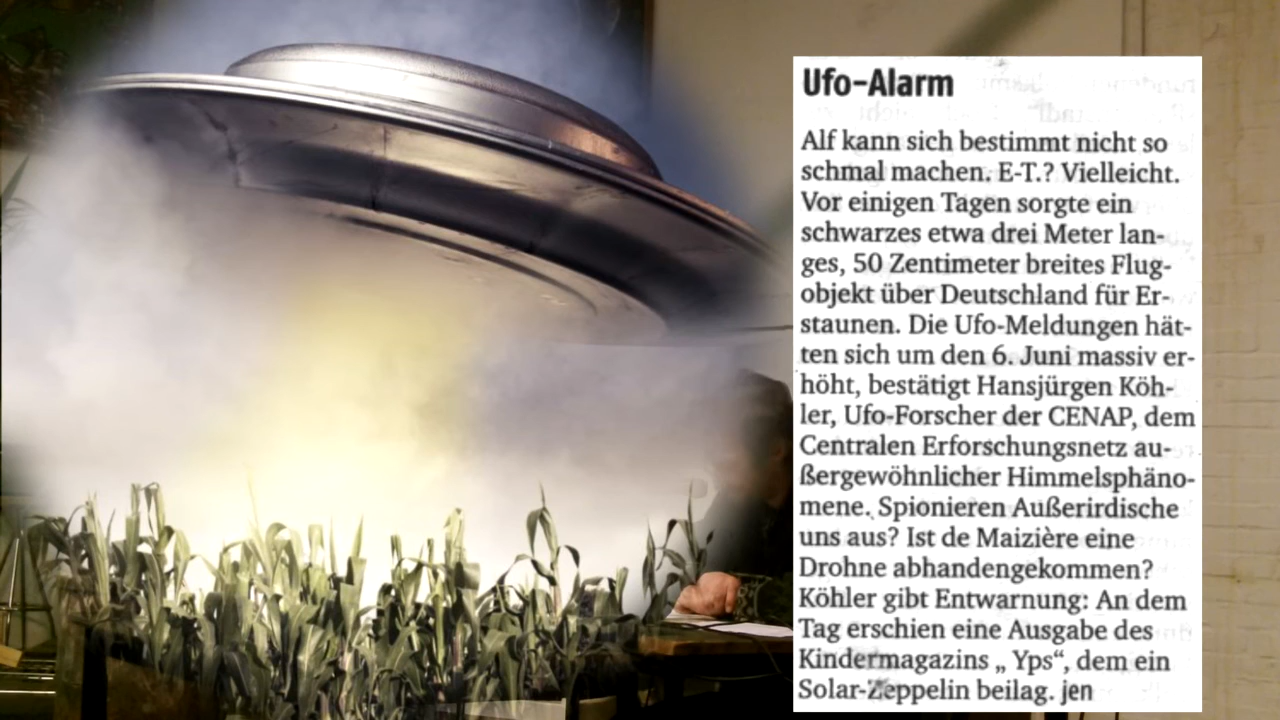 Ufo-Alarm
Alf kann sich bestimmt nicht so
schmal machen. E-T.? Vielleicht.
Vor einigen Tagen sorgte ein
schwarzes etwa drei Meter lan-
ges, 50 Zentimeter breites Flug-
objekt über Deutschland für Er-
staunen. Die Ufo-Meldungen hät-
ten sich um den 6. Juni massiv er-
höht, bestätigt Hansjürgen Köh-
ler, Ufo-Forscher der CENAP, dem
Centralen Erforschungsnetz au-
ßergewöhnlicher Himmelsphäno-
mene. Spionieren Außerirdische
uns aus? Ist de Maizière eine
Drohne abhandengekommen?
Köhler gibt Entwarnung: An dem
Tag erschien eine Ausgabe des
Kindermagazins „ Yps“, dem ein
Solar-Zeppelin beilag. jen